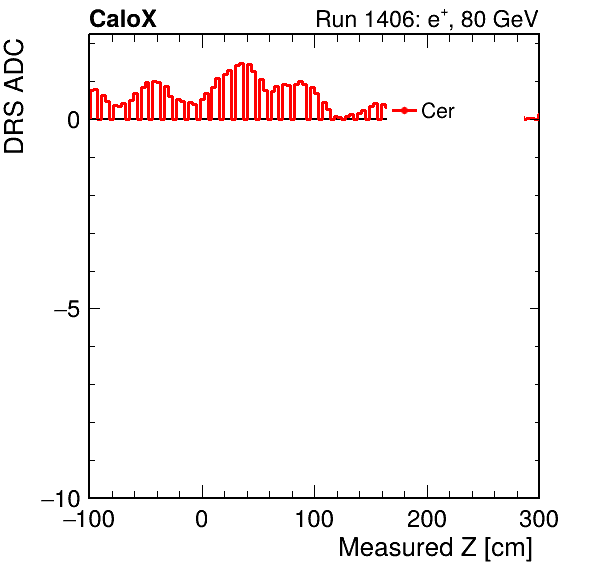 CaloX Run 1406: e⁺, 80 GeV
DRS ADC
Cer
0
−5
−10
−100 0 100 200 300
Measured Z [cm]